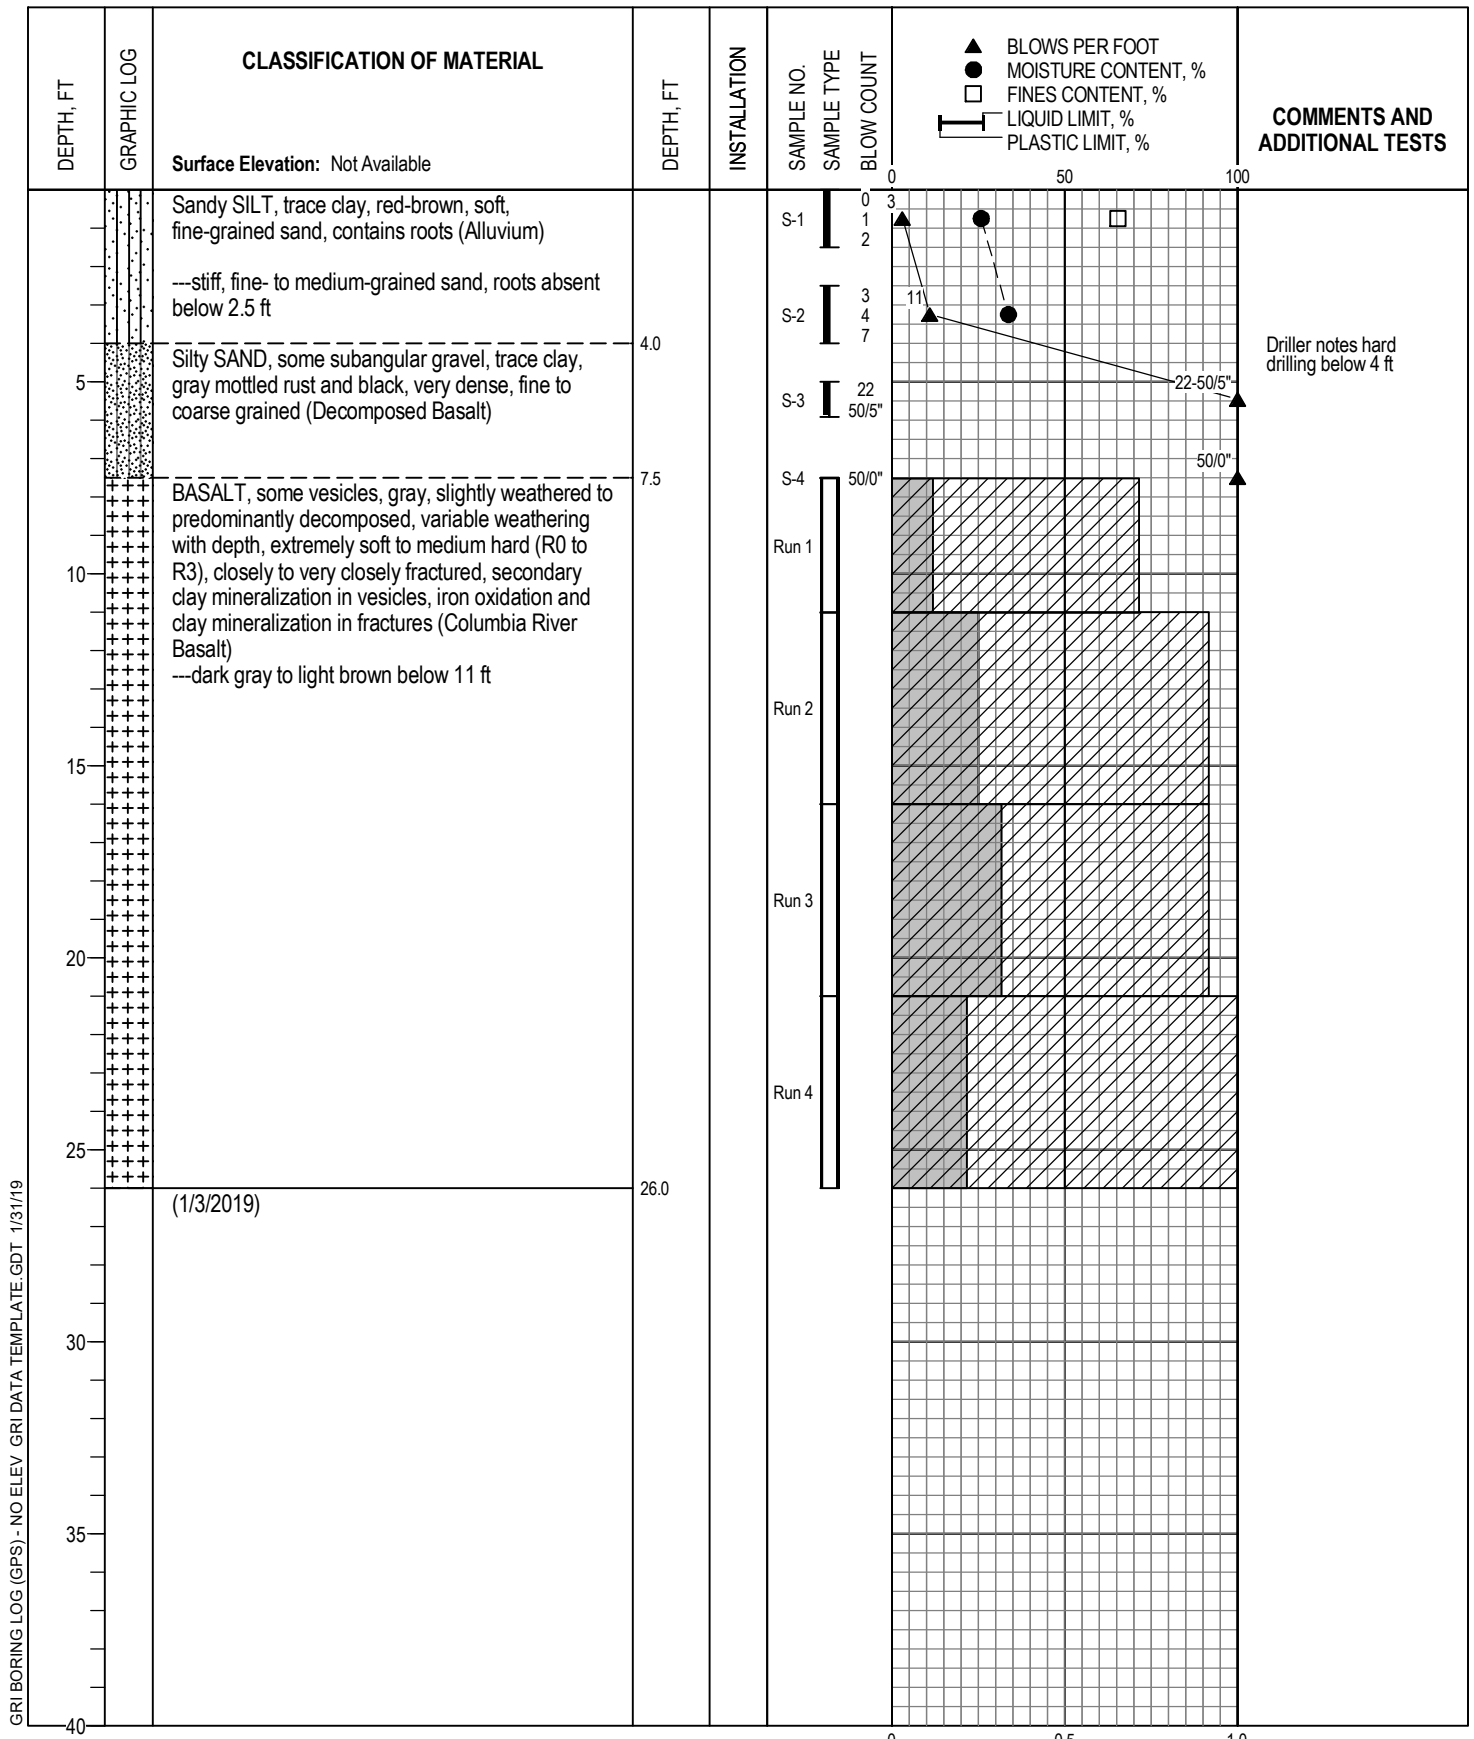 DEPTH, FT
GRAPHIC LOG
CLASSIFICATION OF MATERIAL
Surface Elevation: Not Available
DEPTH, FT
INSTALLATION
SAMPLE NO.
SAMPLE TYPE
BLOW COUNT
BLOWS PER FOOT
MOISTURE CONTENT, %
FINES CONTENT, %
LIQUID LIMIT, %
PLASTIC LIMIT, %
0 50 100
COMMENTS AND
ADDITIONAL TESTS
Sandy SILT, trace clay, red-brown, soft,
fine-grained sand, contains roots (Alluvium)
---stiff, fine- to medium-grained sand, roots absent
below 2.5 ft
4.0
Silty SAND, some subangular gravel, trace clay,
gray mottled rust and black, very dense, fine to
coarse grained (Decomposed Basalt)
7.5
BASALT, some vesicles, gray, slightly weathered to
predominantly decomposed, variable weathering
with depth, extremely soft to medium hard (R0 to
R3), closely to very closely fractured, secondary
clay mineralization in vesicles, iron oxidation and
clay mineralization in fractures (Columbia River
Basalt)
---dark gray to light brown below 11 ft
26.0
(1/3/2019)
5
10
15
20
25
30
35
40
S-1
0
1
2
3
S-2
3
4
7
11
S-3
22
50/5"
22-50/5"
S-4
50/0"
50/0"
Run 1
Run 2
Run 3
Run 4
Driller notes hard
drilling below 4 ft
0 0.5 1.0
GRI BORING LOG (GPS) - NO ELEV GRI DATA TEMPLATE.GDT 1/31/19